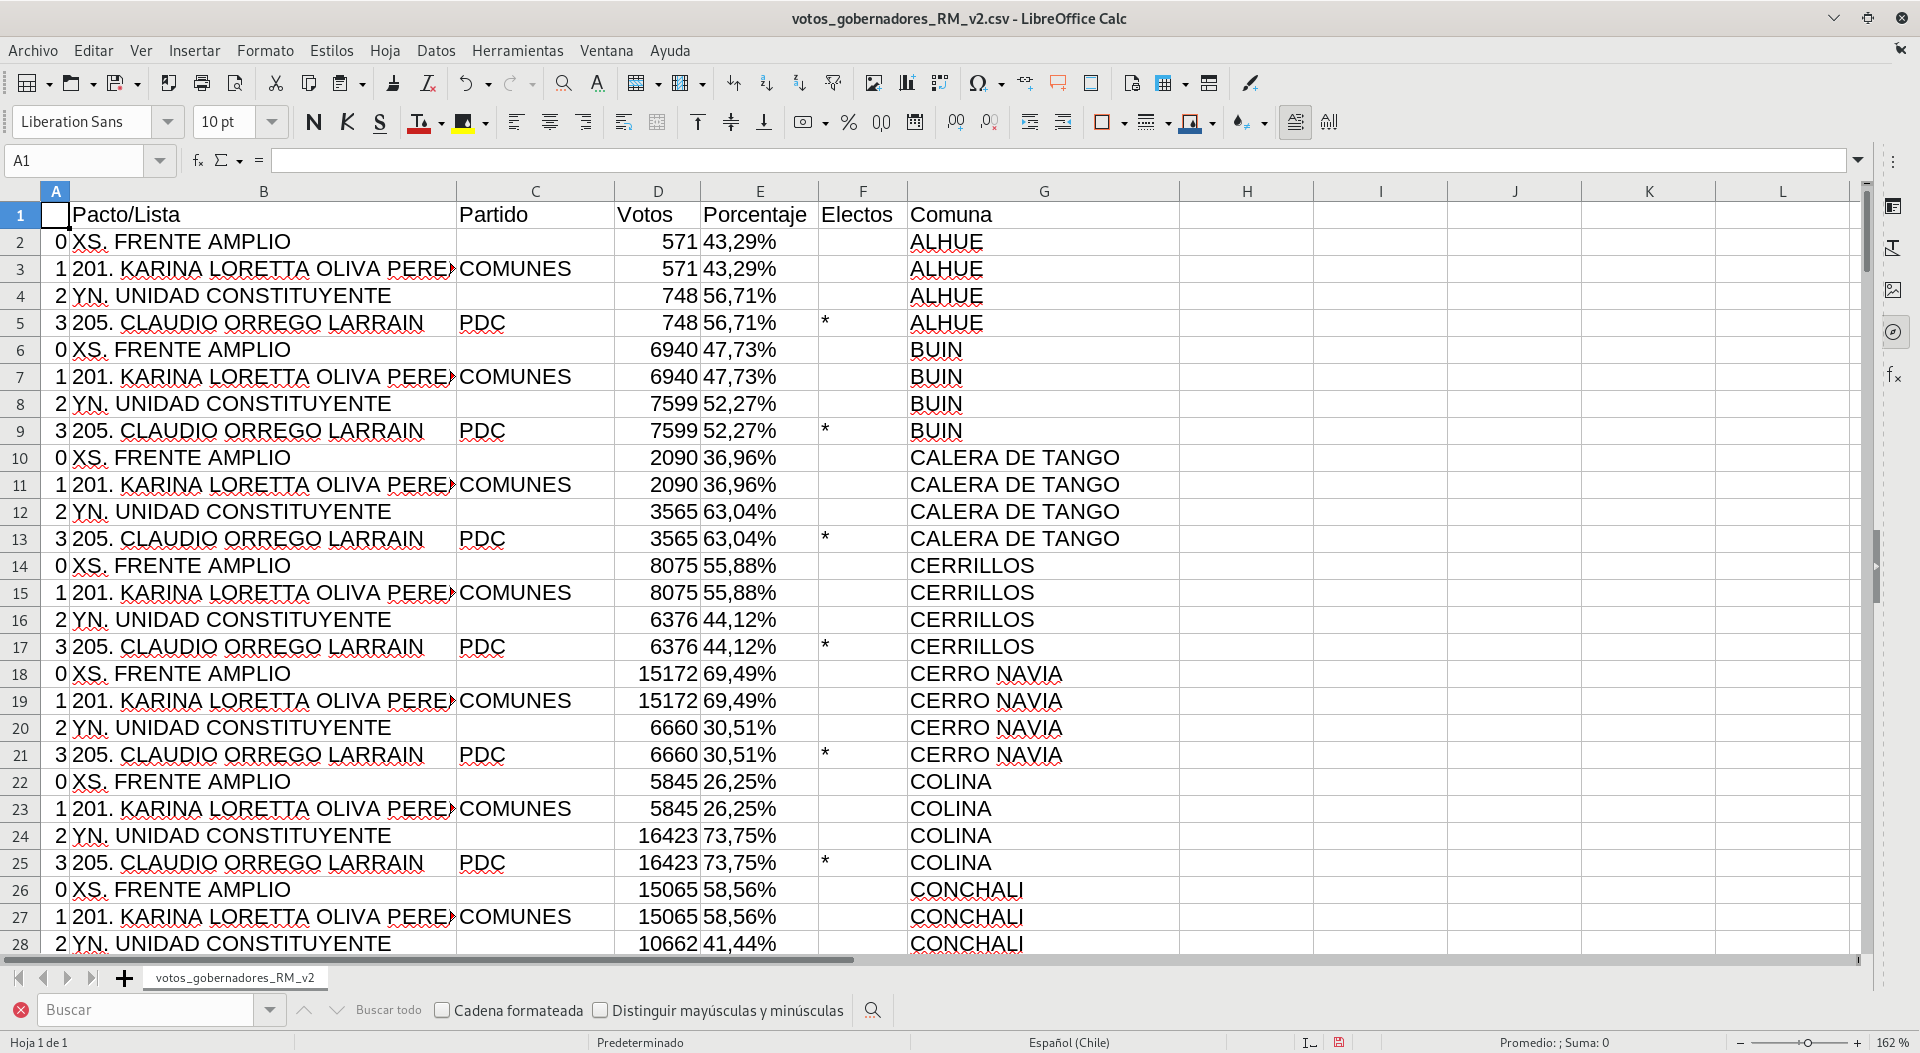 votos_gobernadores_RM_v2.csv - LibreOffice Calc
Archivo Editar Ver Insertar Formato Estilos Hoja Datos Herramientas Ventana Ayuda
Liberation Sans 10 pt N K S
A1
A B C D E F G H I J K L
1 Pacto/Lista Partido Votos Porcentaje Electos Comuna
2 0 XS. FRENTE AMPLIO 571 43,29% ALHUE
3 1 201. KARINA LORETTA OLIVA PERE COMUNES 571 43,29% ALHUE
4 2 YN. UNIDAD CONSTITUYENTE 748 56,71% ALHUE
5 3 205. CLAUDIO ORREGO LARRAIN PDC 748 56,71% * ALHUE
6 0 XS. FRENTE AMPLIO 6940 47,73% BUIN
7 1 201. KARINA LORETTA OLIVA PERE COMUNES 6940 47,73% BUIN
8 2 YN. UNIDAD CONSTITUYENTE 7599 52,27% BUIN
9 3 205. CLAUDIO ORREGO LARRAIN PDC 7599 52,27% * BUIN
10 0 XS. FRENTE AMPLIO 2090 36,96% CALERA DE TANGO
11 1 201. KARINA LORETTA OLIVA PERE COMUNES 2090 36,96% CALERA DE TANGO
12 2 YN. UNIDAD CONSTITUYENTE 3565 63,04% CALERA DE TANGO
13 3 205. CLAUDIO ORREGO LARRAIN PDC 3565 63,04% * CALERA DE TANGO
14 0 XS. FRENTE AMPLIO 8075 55,88% CERRILLOS
15 1 201. KARINA LORETTA OLIVA PERE COMUNES 8075 55,88% CERRILLOS
16 2 YN. UNIDAD CONSTITUYENTE 6376 44,12% CERRILLOS
17 3 205. CLAUDIO ORREGO LARRAIN PDC 6376 44,12% * CERRILLOS
18 0 XS. FRENTE AMPLIO 15172 69,49% CERRO NAVIA
19 1 201. KARINA LORETTA OLIVA PERE COMUNES 15172 69,49% CERRO NAVIA
20 2 YN. UNIDAD CONSTITUYENTE 6660 30,51% CERRO NAVIA
21 3 205. CLAUDIO ORREGO LARRAIN PDC 6660 30,51% * CERRO NAVIA
22 0 XS. FRENTE AMPLIO 5845 26,25% COLINA
23 1 201. KARINA LORETTA OLIVA PERE COMUNES 5845 26,25% COLINA
24 2 YN. UNIDAD CONSTITUYENTE 16423 73,75% COLINA
25 3 205. CLAUDIO ORREGO LARRAIN PDC 16423 73,75% * COLINA
26 0 XS. FRENTE AMPLIO 15065 58,56% CONCHALI
27 1 201. KARINA LORETTA OLIVA PERE COMUNES 15065 58,56% CONCHALI
28 2 YN. UNIDAD CONSTITUYENTE 10662 41,44% CONCHALI
votos_gobernadores_RM_v2
Buscar Buscar todo Cadena formateada Distinguir mayúsculas y minúsculas
Hoja 1 de 1 Predeterminado Español (Chile) Promedio: ; Suma: 0 162 %